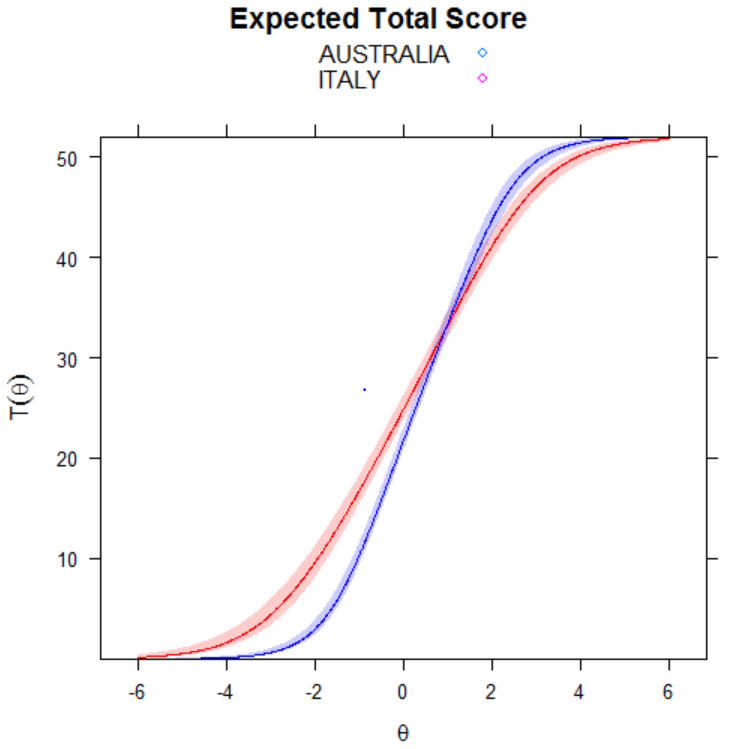 Expected Total Score
AUSTRALIA
ITALY
50
40
30
20
10
T(θ)
-6 -4 -2 0 2 4 6
θ